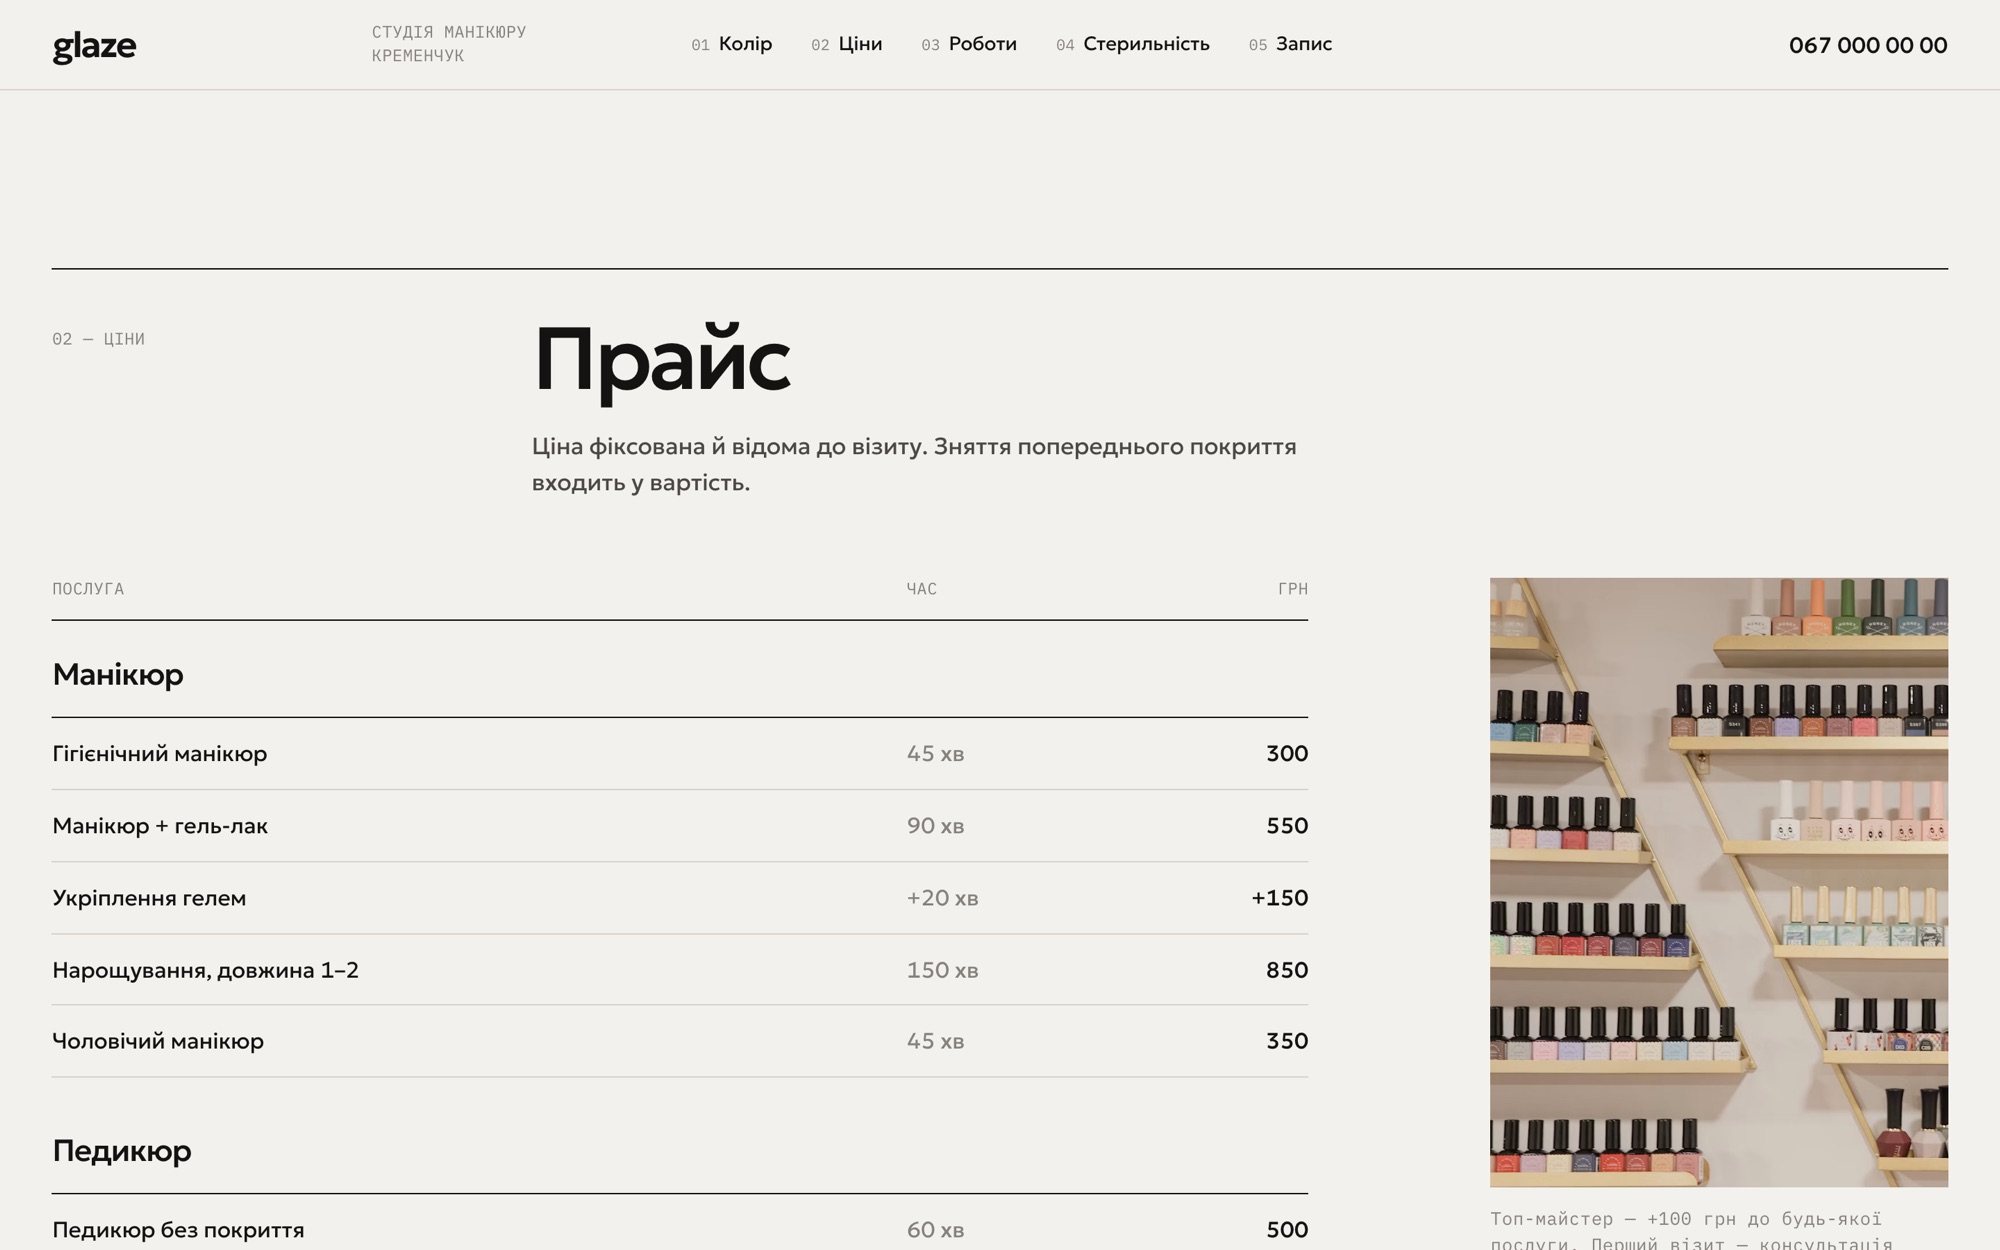 glaze
СТУДІЯ МАНІКЮРУ
КРЕМЕНЧУК
01 Колір
02 Ціни
03 Роботи
04 Стерильність
05 Запис
067 000 00 00
02 — ЦІНИ
Прайс
Ціна фіксована й відома до візиту. Зняття попереднього покриття
входить у вартість.
ПОСЛУГА ЧАС ГРН
Манікюр
Гігієнічний манікюр 45 хв 300
Манікюр + гель-лак 90 хв 550
Укріплення гелем +20 хв +150
Нарощування, довжина 1–2 150 хв 850
Чоловічий манікюр 45 хв 350
Педикюр
Педикюр без покриття 60 хв 500
Топ-майстер — +100 грн до будь-якої
послуги. Перший візит — консультація